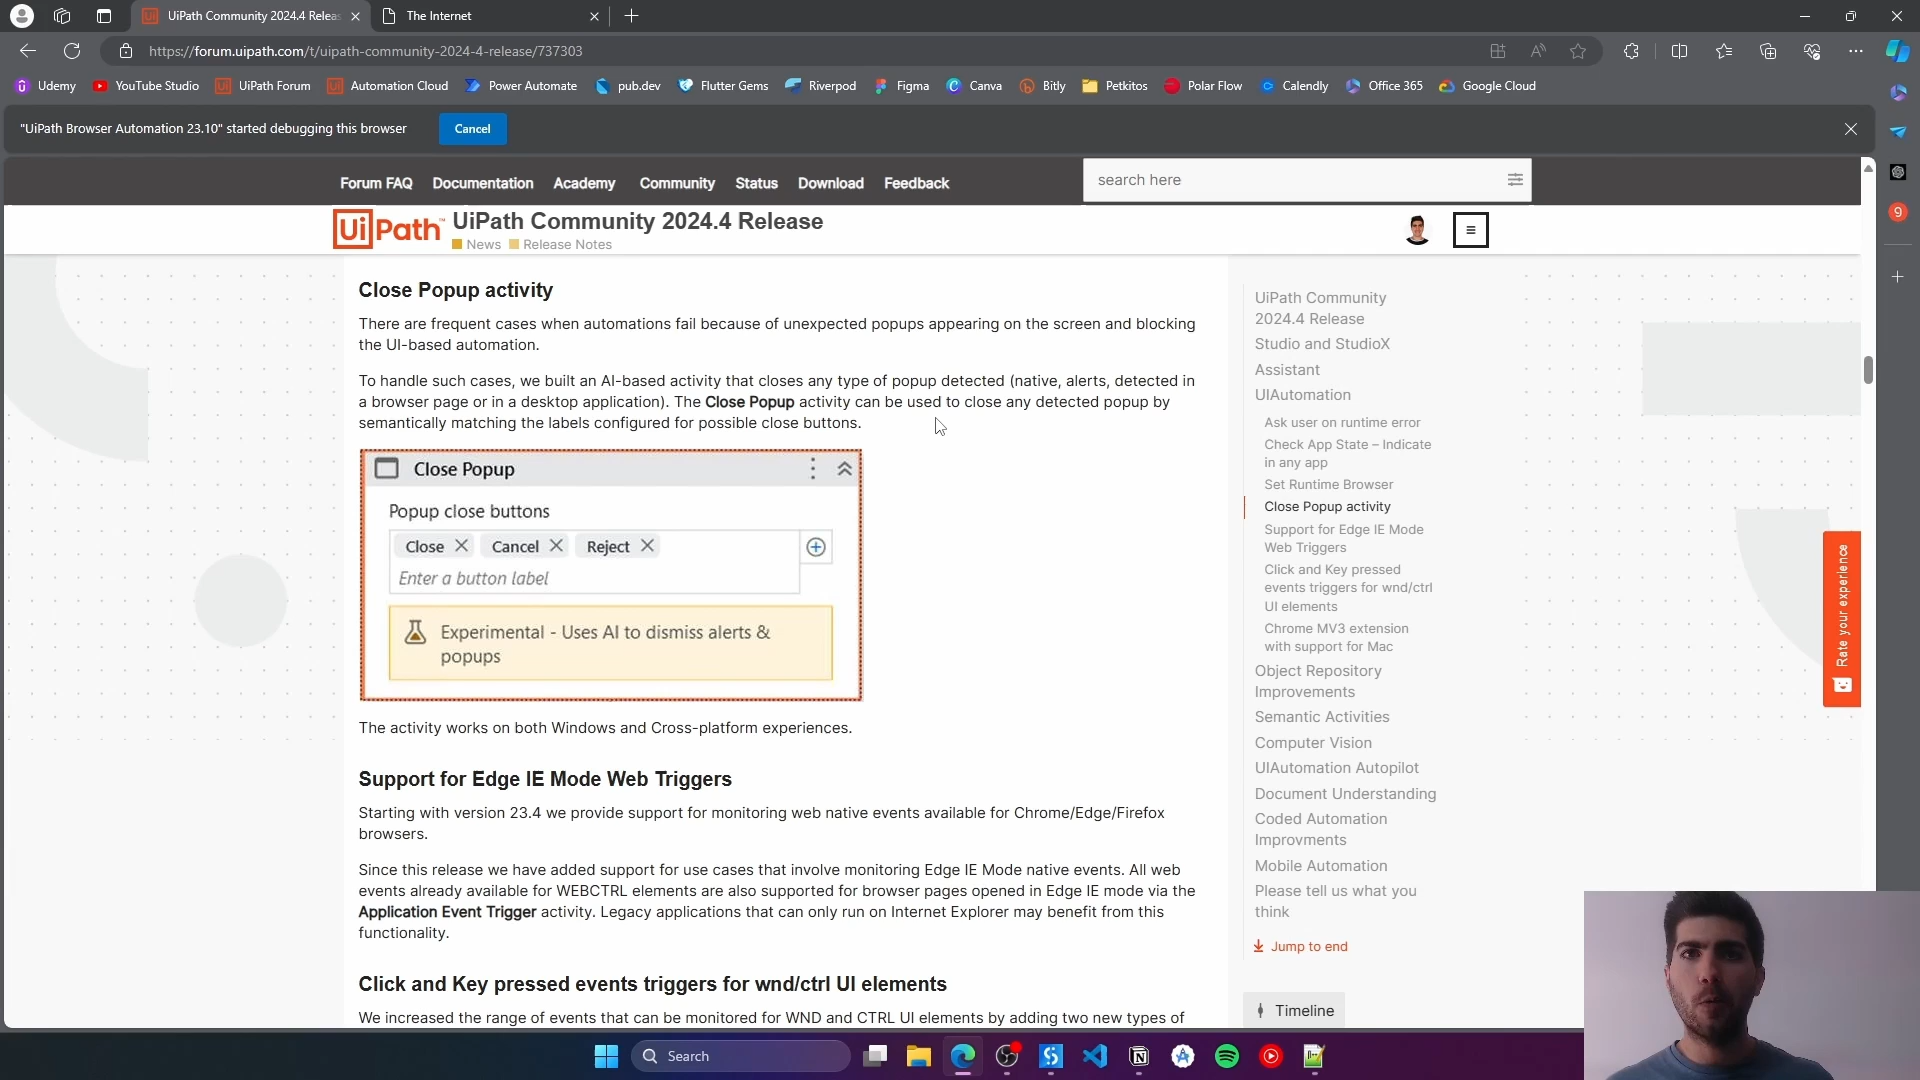 UiPath Community 2024.4 Releas
The Internet
https://forum.uipath.com/t/uipath-community-2024-4-release/737303
Udemy
YouTube Studio
UiPath Forum
Automation Cloud
Power Automate
pub.dev
Flutter Gems
Riverpod
Figma
Canva
Bitly
Petkitos
Polar Flow
Calendly
Office 365
Google Cloud
"UiPath Browser Automation 23.10" started debugging this browser
Cancel
Forum FAQ
Documentation
Academy
Community
Status
Download
Feedback
search here
UiPath
UiPath Community 2024.4 Release
News
Release Notes
9
Close Popup activity
There are frequent cases when automations fail because of unexpected popups appearing on the screen and blocking
the UI-based automation.
To handle such cases, we built an AI-based activity that closes any type of popup detected (native, alerts, detected in
a browser page or in a desktop application). The Close Popup activity can be used to close any detected popup by
semantically matching the labels configured for possible close buttons.
Close Popup
Popup close buttons
Close
Cancel
Reject
Enter a button label
Experimental - Uses AI to dismiss alerts &
popups
The activity works on both Windows and Cross-platform experiences.
Support for Edge IE Mode Web Triggers
Starting with version 23.4 we provide support for monitoring web native events available for Chrome/Edge/Firefox
browsers.
Since this release we have added support for use cases that involve monitoring Edge IE Mode native events. All web
events already available for WEBCTRL elements are also supported for browser pages opened in Edge IE mode via the
Application Event Trigger activity. Legacy applications that can only run on Internet Explorer may benefit from this
functionality.
Click and Key pressed events triggers for wnd/ctrl UI elements
We increased the range of events that can be monitored for WND and CTRL UI elements by adding two new types of
UiPath Community
2024.4 Release
Studio and StudioX
Assistant
UIAutomation
Ask user on runtime error
Check App State – Indicate
in any app
Set Runtime Browser
Close Popup activity
Support for Edge IE Mode
Web Triggers
Click and Key pressed
events triggers for wnd/ctrl
UI elements
Chrome MV3 extension
with support for Mac
Object Repository
Improvements
Semantic Activities
Computer Vision
UIAutomation Autopilot
Document Understanding
Coded Automation
Improvments
Mobile Automation
Please tell us what you
think
Jump to end
Timeline
Rate your experience
Search